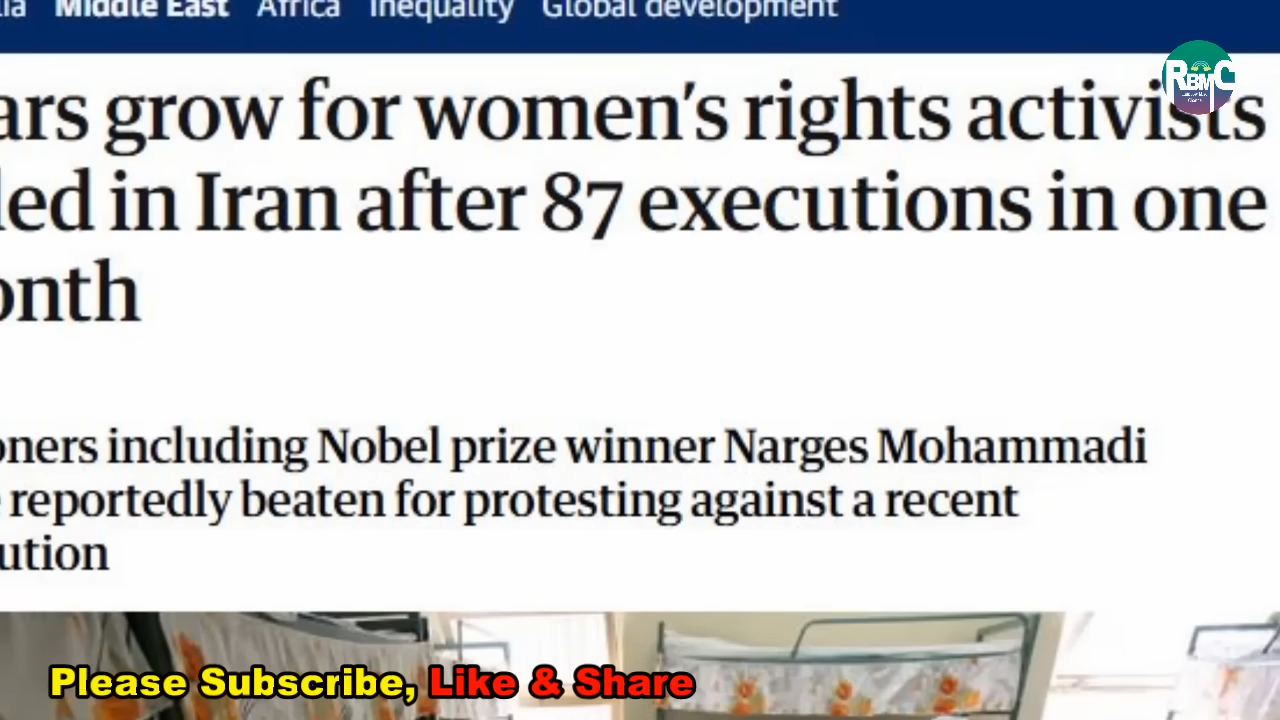 Middle East Africa Inequality Global development
ars grow for women's rights activists
led in Iran after 87 executions in one
onth
oners including Nobel prize winner Narges Mohammadi
reportedly beaten for protesting against a recent
ution
Please Subscribe, Like & Share
RBMC